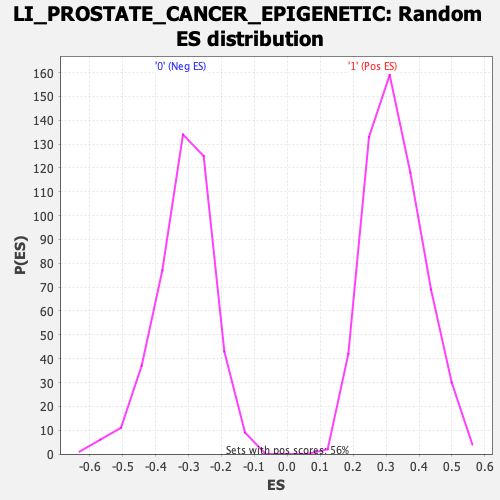 LI_PROSTATE_CANCER_EPIGENETIC: Random
ES distribution
'0' (Neg ES)
'1' (Pos ES)
160
150
140
130
120
110
100
90
80
70
60
50
40
30
20
10
0
P(ES)
Sets with pos scores: 56%
-0.6 -0.5 -0.4 -0.3 -0.2 -0.1 0.0 0.1 0.2 0.3 0.4 0.5 0.6
ES